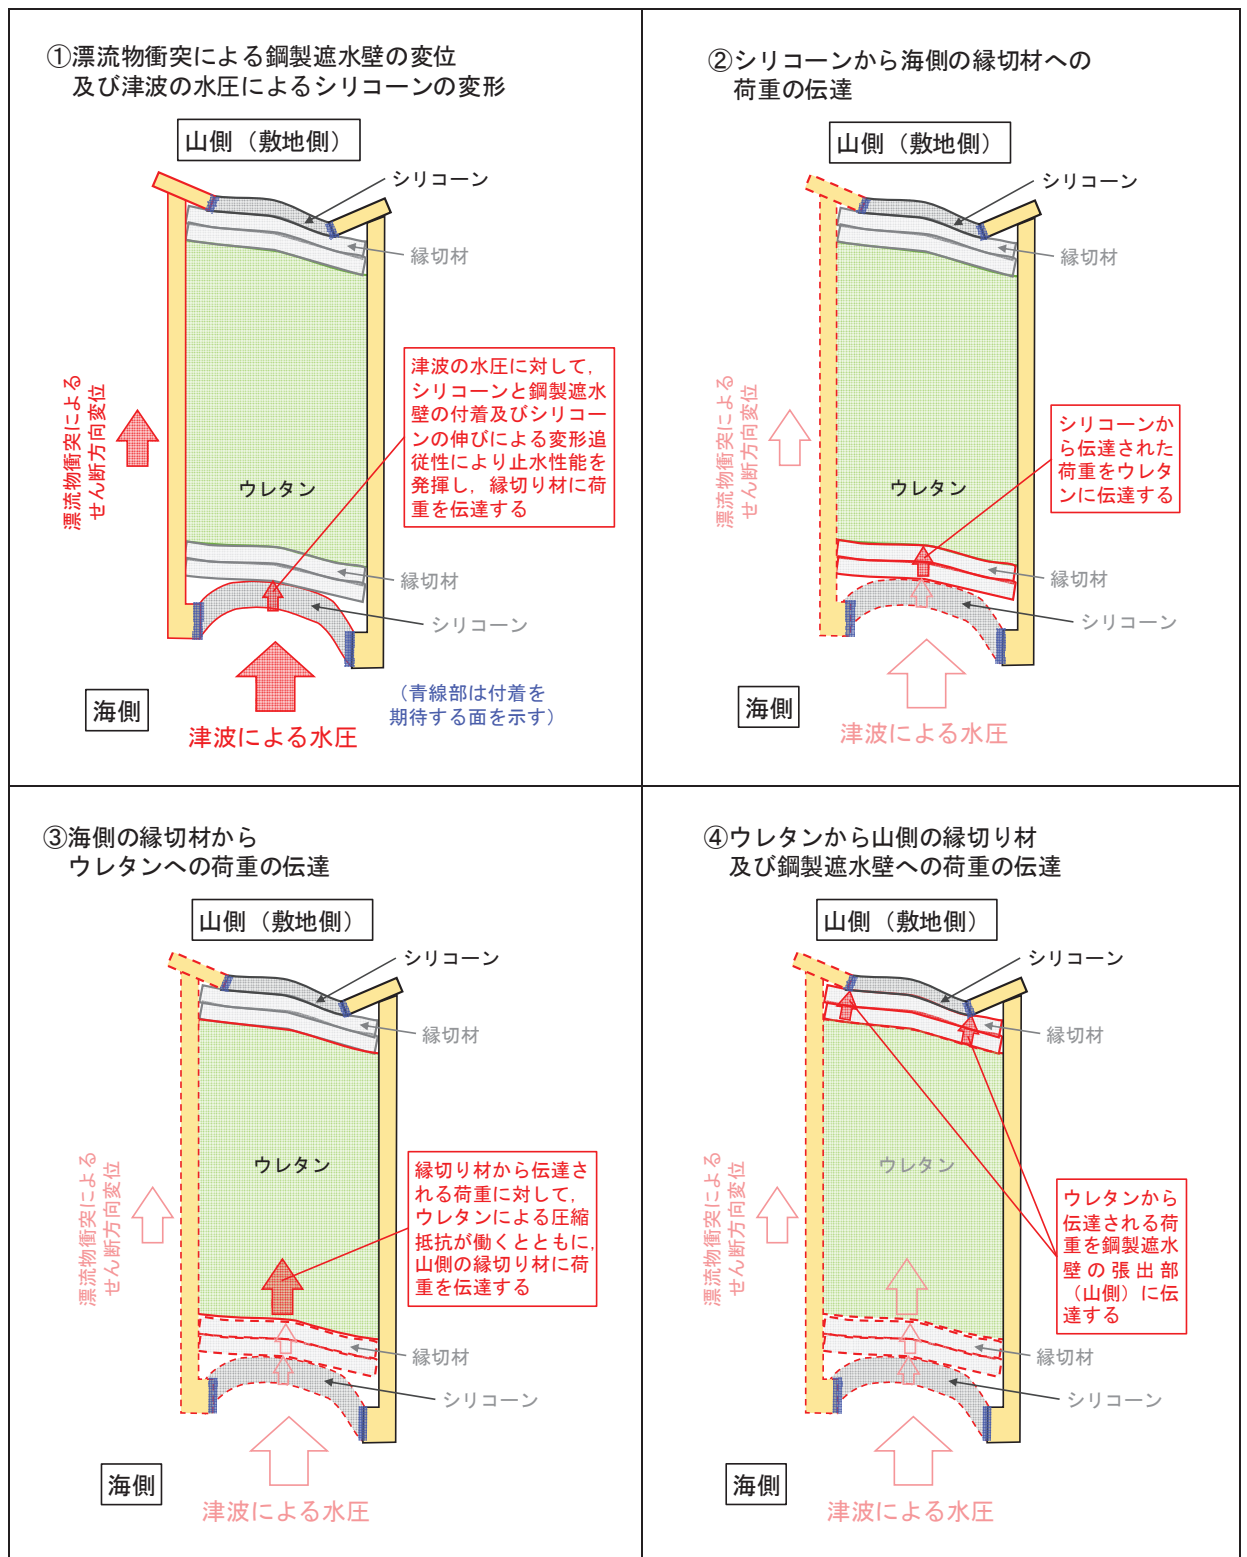 ①漂流物衝突による鋼製遮水壁の変位
及び津波の水圧によるシリコーンの変形
山側（敷地側）
シリコーン
縁切材
漂流物衝突による
せん断方向変位
津波の水圧に対して，
シリコーンと鋼製遮水
壁の付着及びシリコー
ンの伸びによる変形追
従性により止水性能を
発揮し，縁切り材に荷
重を伝達する
ウレタン
縁切材
シリコーン
海側
津波による水圧
（青線部は付着を
期待する面を示す）
②シリコーンから海側の縁切材への
荷重の伝達
山側（敷地側）
シリコーン
縁切材
漂流物衝突による
せん断方向変位
シリコーンか
ら伝達された
荷重をウレタ
ンに伝達する
ウレタン
縁切材
シリコーン
海側
津波による水圧
③海側の縁切材から
ウレタンへの荷重の伝達
山側（敷地側）
シリコーン
縁切材
漂流物衝突による
せん断方向変位
ウレタン
縁切り材から伝達さ
れる荷重に対して，
ウレタンによる圧縮
抵抗が働くとともに，
山側の縁切り材に荷
重を伝達する
縁切材
シリコーン
海側
津波による水圧
④ウレタンから山側の縁切り材
及び鋼製遮水壁への荷重の伝達
山側（敷地側）
シリコーン
縁切材
漂流物衝突による
せん断方向変位
ウレタン
ウレタンから
伝達される荷
重を鋼製遮水
壁の張出部
（山側）に伝
達する
縁切材
シリコーン
海側
津波による水圧